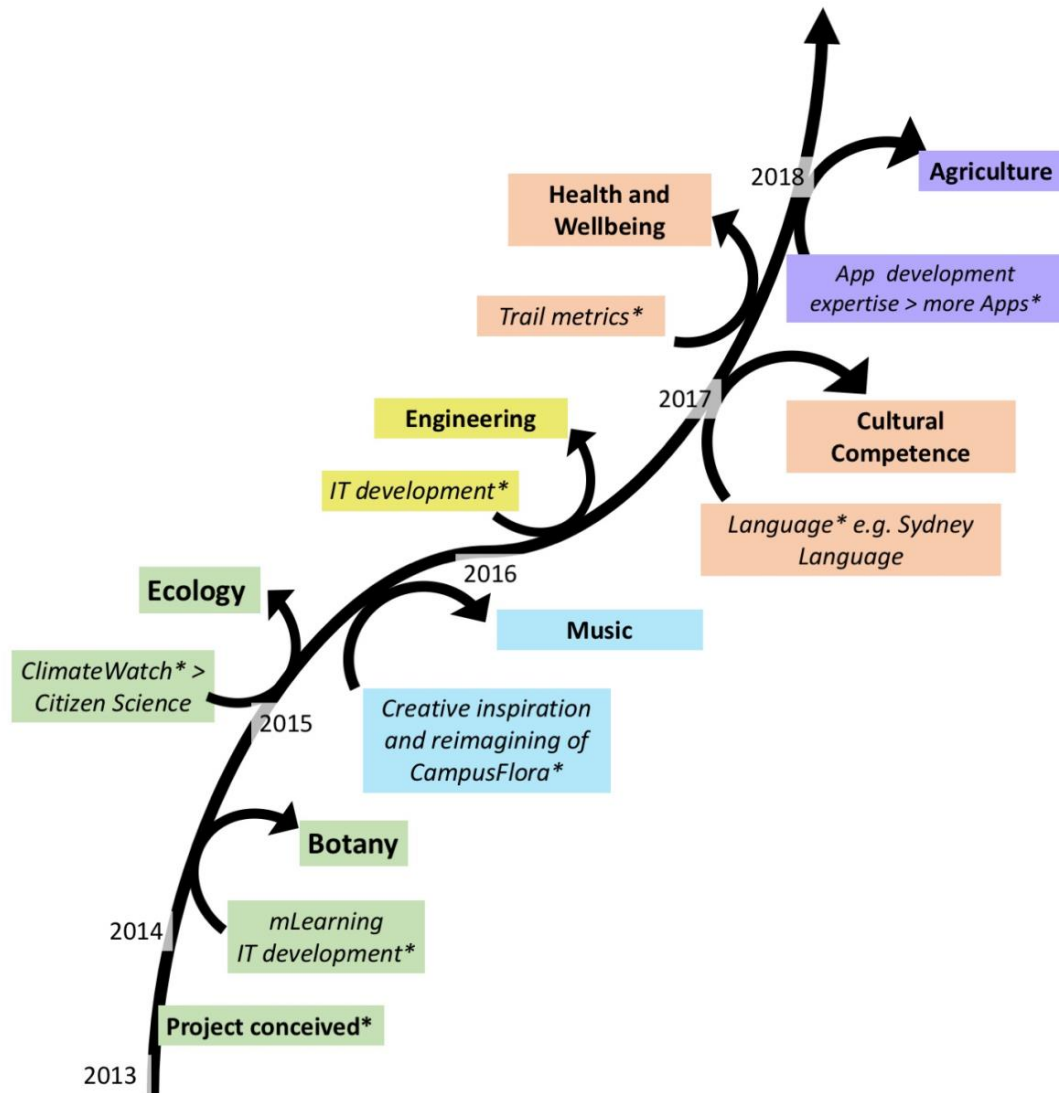 2018
Agriculture
Health and
Wellbeing
App development
expertise > more Apps*
Trail metrics*
2017
Cultural
Competence
Engineering
IT development*
Language* e.g. Sydney
Language
2016
Ecology
Music
ClimateWatch* >
Citizen Science
2015
Creative inspiration
and reimagining of
CampusFlora*
Botany
2014
mLearning
IT development*
Project conceived*
2013